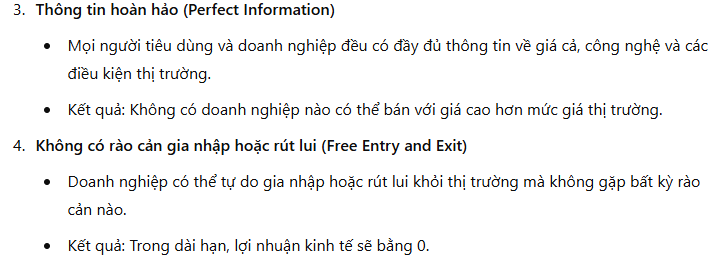 3. Thông tin hoàn hảo (Perfect Information)
• Mọi người tiêu dùng và doanh nghiệp đều có đầy đủ thông tin về giá cả, công nghệ và các
điều kiện thị trường.
• Kết quả: Không có doanh nghiệp nào có thể bán với giá cao hơn mức giá thị trường.
4. Không có rào cản gia nhập hoặc rút lui (Free Entry and Exit)
• Doanh nghiệp có thể tự do gia nhập hoặc rút lui khỏi thị trường mà không gặp bất kỳ rào
cản nào.
• Kết quả: Trong dài hạn, lợi nhuận kinh tế sẽ bằng 0.